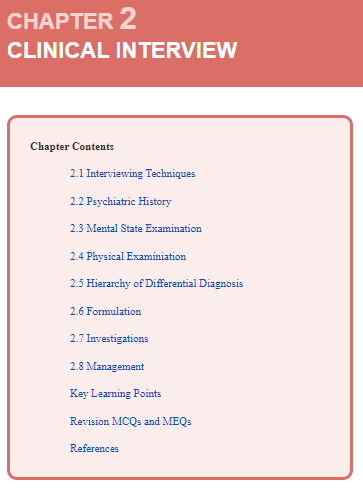 CHAPTER 2
CLINICAL INTERVIEW
Chapter Contents
2.1 Interviewing Techniques
2.2 Psychiatric History
2.3 Mental State Examination
2.4 Physical Examiniation
2.5 Hierarchy of Differential Diagnosis
2.6 Formulation
2.7 Investigations
2.8 Management
Key Learning Points
Revision MCQs and MEQs
References